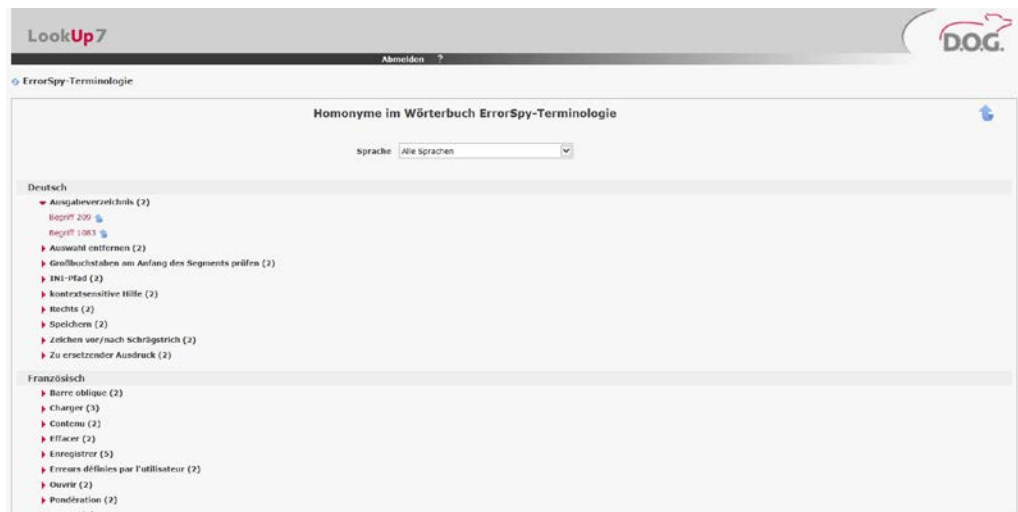 LookUp7
D.O.G.
Abmelden ?
ErrorSpy-Terminologie
Homonyme im Wörterbuch ErrorSpy-Terminologie
Sprache Alle Sprachen
Deutsch
Ausgabeverzeichnis (2)
Begriff 209
Begriff 1083
Auswahl entfernen (2)
Großbuchstaben am Anfang des Segments prüfen (2)
INI-Pfad (2)
kontextsensitive Hilfe (2)
Rechts (2)
Speichern (2)
Zeichen vor/nach Schrägstrich (2)
Zu ersetzender Ausdruck (2)
Französisch
Barre oblique (2)
Charger (3)
Contenu (2)
Effacer (2)
Enregistrer (5)
Erreurs définies par l'utilisateur (2)
Ouvrir (2)
Pondération (2)